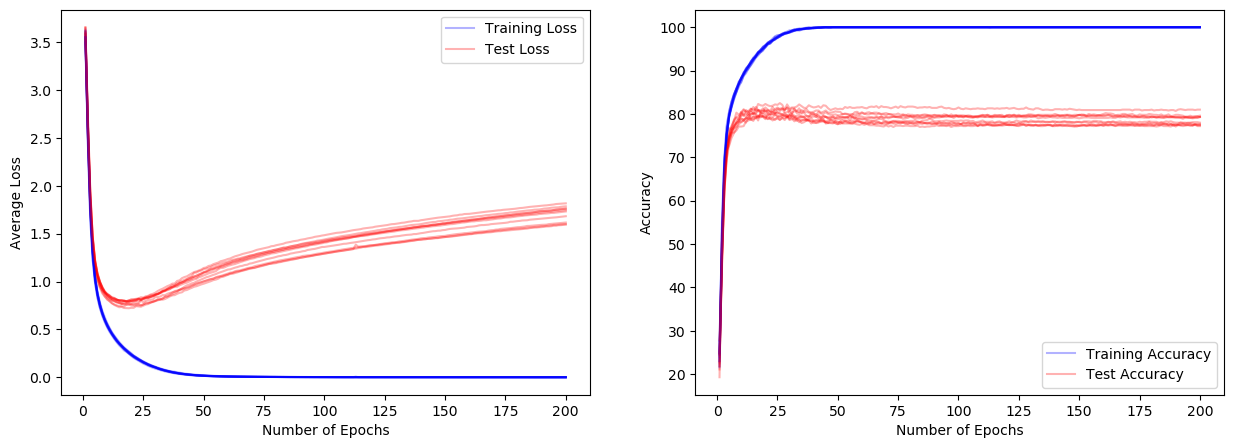 3.5
3.0
2.5
2.0
1.5
1.0
0.5
0.0
Average Loss
0 25 50 75 100 125 150 175 200
Number of Epochs
Training Loss
Test Loss
100
90
80
70
60
50
40
30
20
Accuracy
0 25 50 75 100 125 150 175 200
Number of Epochs
Training Accuracy
Test Accuracy